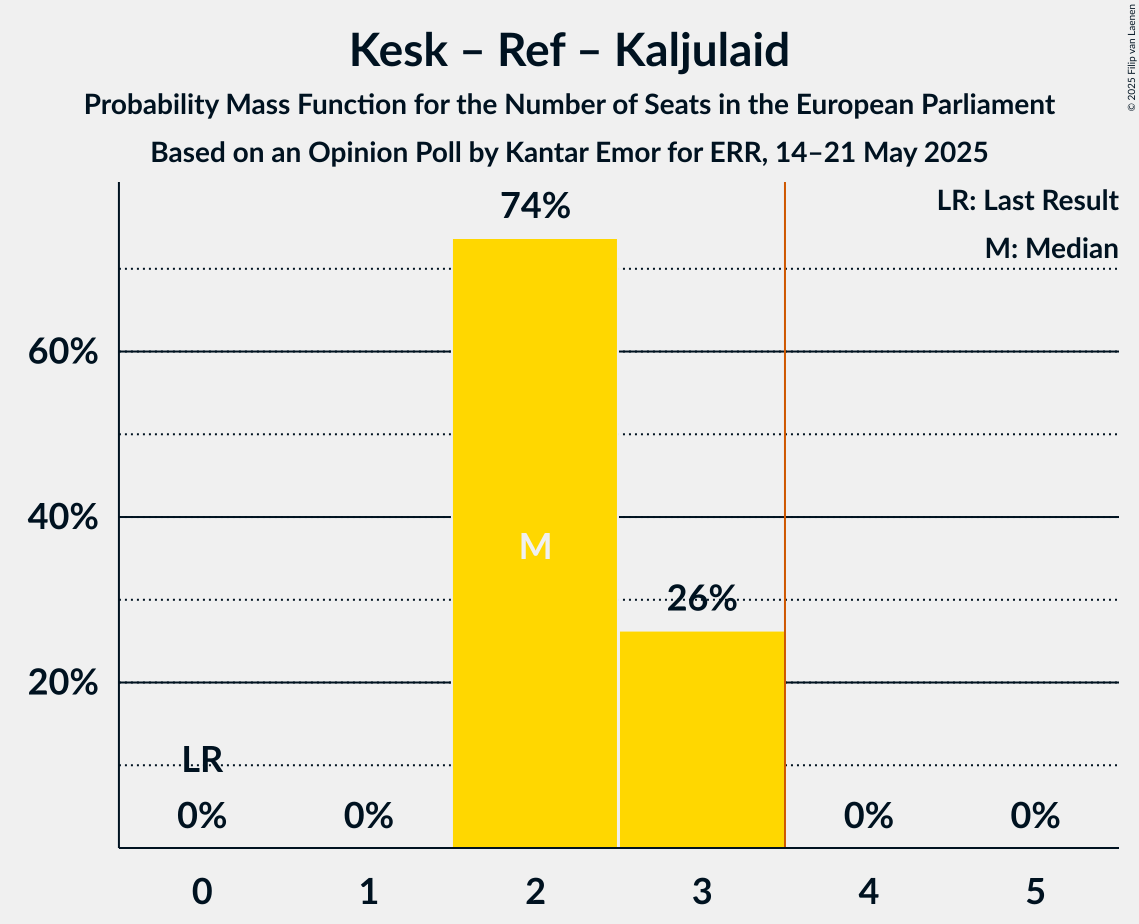 Kesk – Ref – Kaljulaid
Probability Mass Function for the Number of Seats in the European Parliament
Based on an Opinion Poll by Kantar Emor for ERR, 14–21 May 2025
© 2025 Filip van Laenen
LR: Last Result
M: Median
74%
60%
40%
M
26%
20%
LR
0%
0%
0%
0%
0 1 2 3 4 5